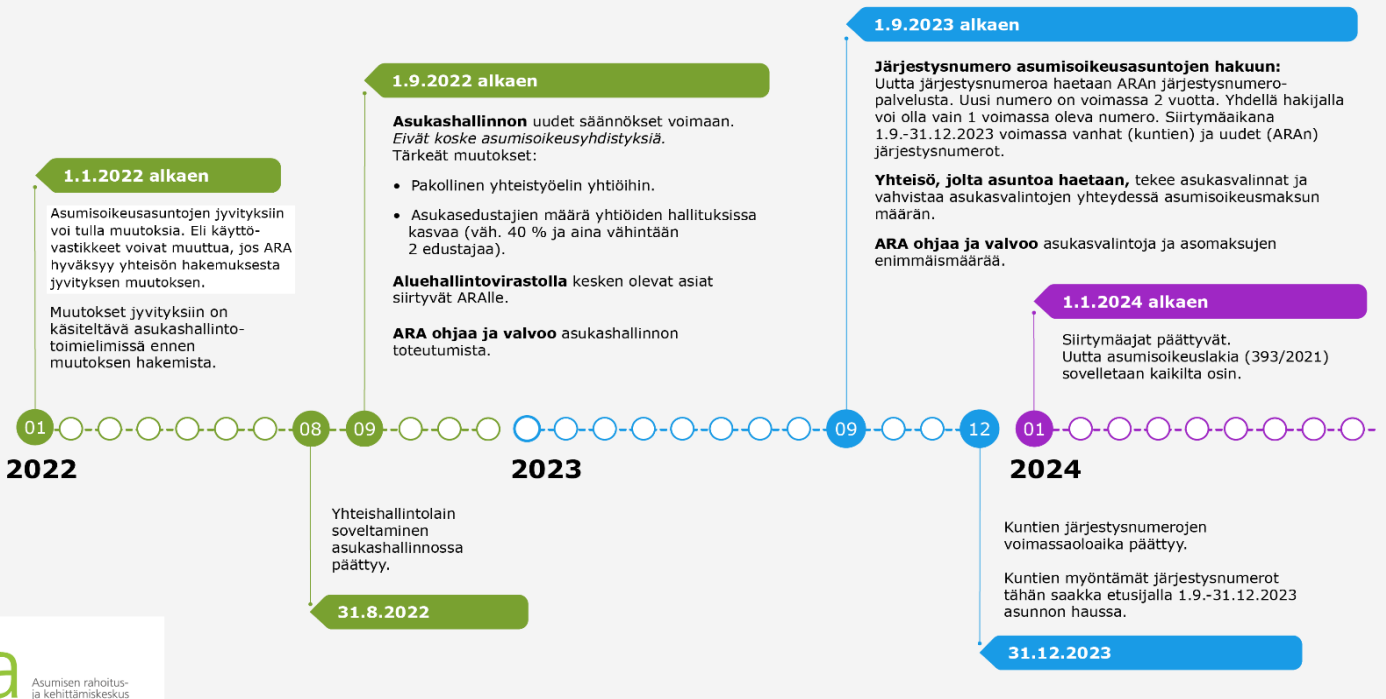 1.1.2022 alkaen
Asumisoikeusasuntojen jyvityksiin
voi tulla muutoksia. Eli käyttö-
vastikkeet voivat muuttua, jos ARA
hyväksyy yhteisön hakemuksesta
jyvityksen muutoksen.
Muutokset jyvityksiin on
käsiteltävä asukashallinto-
toimielimissä ennen
muutoksen hakemista.
1.9.2022 alkaen
Asukashallinnon uudet säännökset voimaan.
Eivät koske asumisoikeusyhdistyksiä.
Tärkeät muutokset:
• Pakollinen yhteistyöelin yhtiöihin.
• Asukasedustajien määrä yhtiöiden hallituksissa
kasvaa (väh. 40 % ja aina vähintään
2 edustajaa).
Aluehallintovirastolla kesken olevat asiat
siirtyvät ARAlle.
ARA ohjaa ja valvoo asukashallinnon
toteutumista.
1.9.2023 alkaen
Järjestysnumero asumisoikeusasuntojen hakuun:
Uutta järjestysnumeroa haetaan ARAn järjestysnumero-
palvelusta. Uusi numero on voimassa 2 vuotta. Yhdellä hakijalla
voi olla vain 1 voimassa oleva numero. Siirtymäaikana
1.9.-31.12.2023 voimassa vanhat (kuntien) ja uudet (ARAn)
järjestysnumerot.
Yhteisö, jolta asuntoa haetaan, tekee asukasvalinnat ja
vahvistaa asukasvalintojen yhteydessä asumisoikeusmaksun
määrän.
ARA ohjaa ja valvoo asukasvalintoja ja asomaksujen
enimmäismäärää.
1.1.2024 alkaen
Siirtymäajat päättyvät.
Uutta asumisoikeuslakia (393/2021)
sovelletaan kaikilta osin.
01 08 09 09 12 01
2022 2023 2024
Yhteishallintolain
soveltaminen
asukashallinnossa
päättyy.
31.8.2022
Kuntien järjestysnumerojen
voimassaoloaika päättyy.
Kuntien myöntämät järjestysnumerot
tähän saakka etusijalla 1.9.-31.12.2023
asunnon haussa.
31.12.2023
a
Asumisen rahoitus-
ja kehittämiskeskus